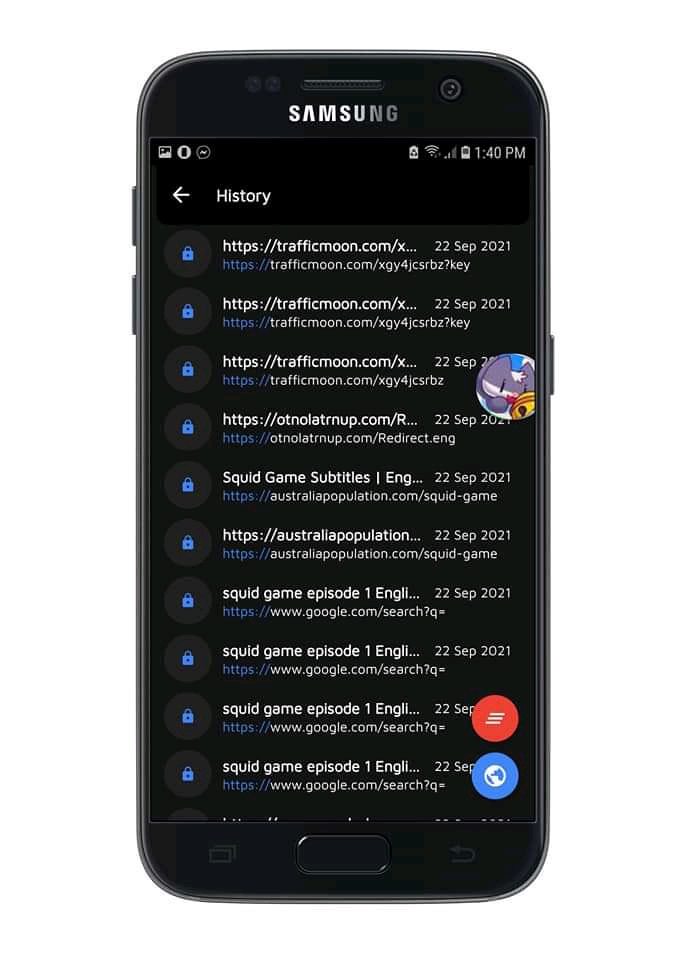 SAMSUNG
1:40 PM
History
https://trafficmoon.com/x... 22 Sep 2021
https://trafficmoon.com/xgy4jcsrbz?key
https://trafficmoon.com/x... 22 Sep 2021
https://trafficmoon.com/xgy4jcsrbz?key
https://trafficmoon.com/x... 22 Sep
https://trafficmoon.com/xgy4jcsrbz
https://otnolatrnup.com/R... 22 Sep 2021
https://otnolatrnup.com/Redirect.eng
Squid Game Subtitles | Eng... 22 Sep 2021
https://australiapopulation.com/squid-game
https://australiapopulation... 22 Sep 2021
https://australiapopulation.com/squid-game
squid game episode 1 Engli... 22 Sep 2021
https://www.google.com/search?q=
squid game episode 1 Engli... 22 Sep 2021
https://www.google.com/search?q=
squid game episode 1 Engli... 22 Sep
https://www.google.com/search?q=
squid game episode 1 Engli... 22 Sep
https://www.google.com/search?q=